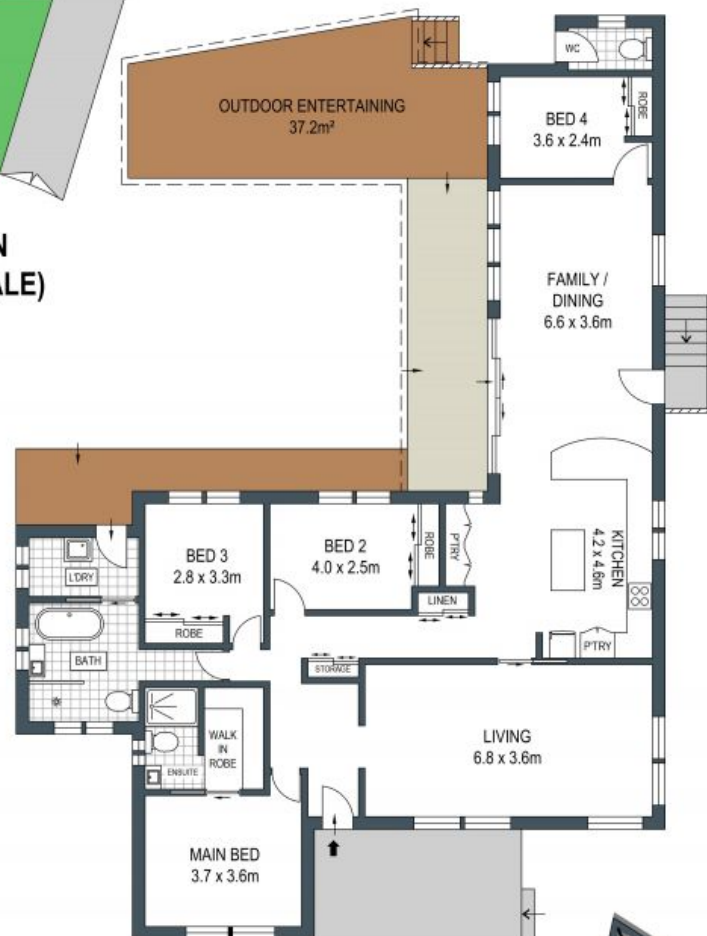 WC
OUTDOOR ENTERTAINING
37.2m²
BED 4
3.6 x 2.4m
ROBE
N
ALE)
FAMILY /
DINING
6.6 x 3.6m
KITCHEN
4.2 x 4.6m
BED 3
2.8 x 3.3m
ROBE
BED 2
4.0 x 2.5m
ROBE
P'TRY
LINEN
L'DRY
BATH
P'TRY
STORAGE
WALK
IN
ROBE
ENSUITE
LIVING
6.8 x 3.6m
MAIN BED
3.7 x 3.6m